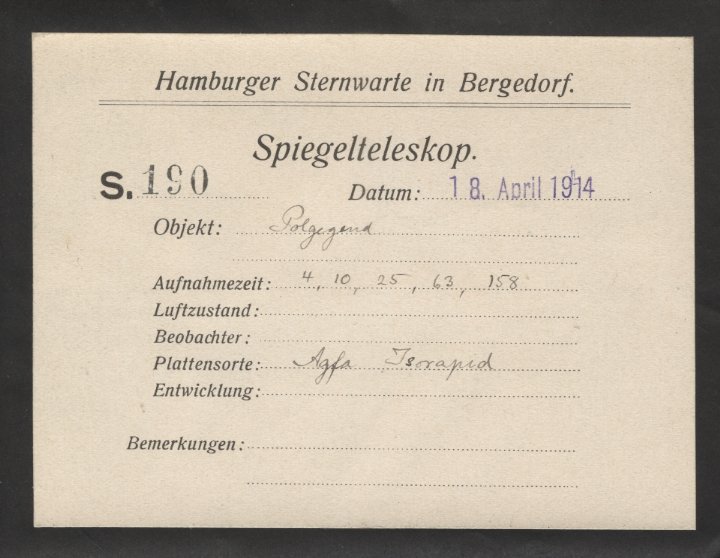 Hamburger Sternwarte in Bergedorf.
Spiegelteleskop.
S. 190
Datum: 18. April 1914
Objekt: Polgegend
Aufnahmezeit: 4, 10, 25, 63, 158
Luftzustand:
Beobachter:
Plattensorte: Agfa Isorapid
Entwicklung:
Bemerkungen: